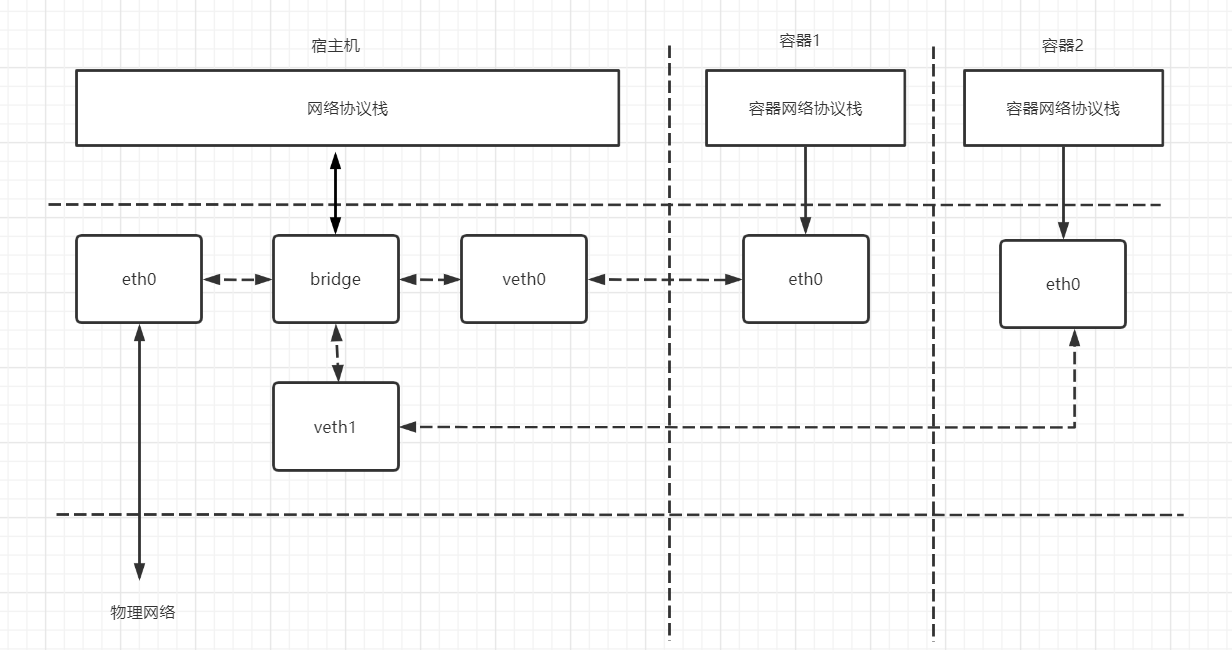 宿主机
容器1
容器2
网络协议栈
容器网络协议栈
容器网络协议栈
eth0
bridge
veth0
eth0
eth0
veth1
物理网络